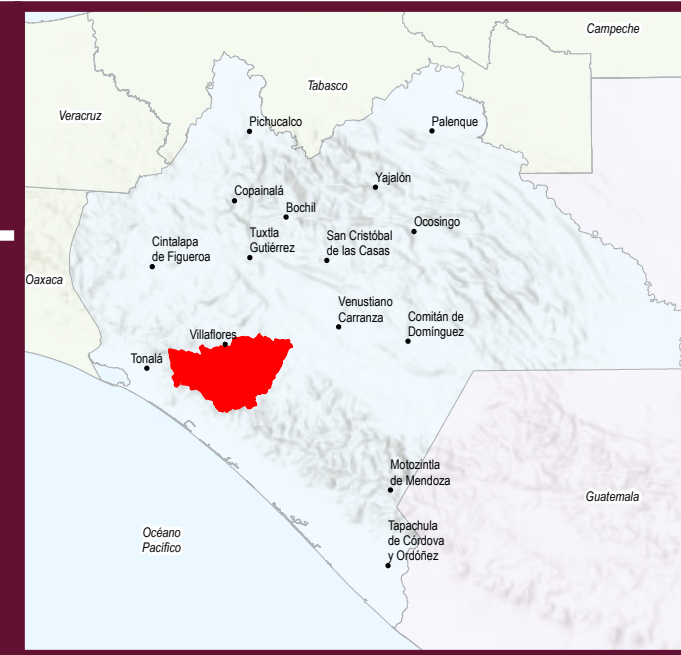 Campeche
Tabasco
Veracruz
Pichucalco
Palenque
Yajalón
Copainalá
Bochil
Ocosingo
Tuxtla
Gutiérrez
San Cristóbal
de las Casas
Cintalapa
de Figueroa
Oaxaca
Venustiano
Carranza
Comitán de
Domínguez
Villaflores
Tonalá
Motozintla
de Mendoza
Guatemala
Océano
Pacífico
Tapachula
de Córdova
y Ordóñez